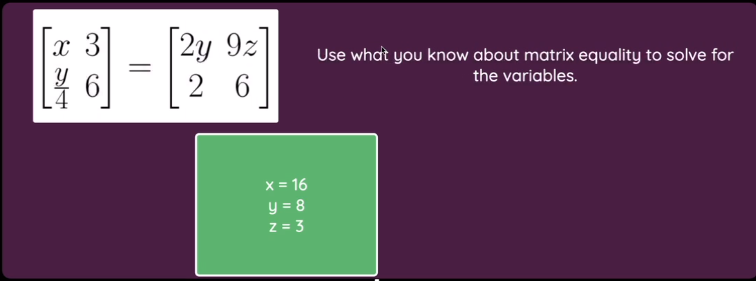 [x 3; y/4 6] = [2y 9z; 2 6]
Use what you know about matrix equality to solve for
the variables.
x = 16
y = 8
z = 3